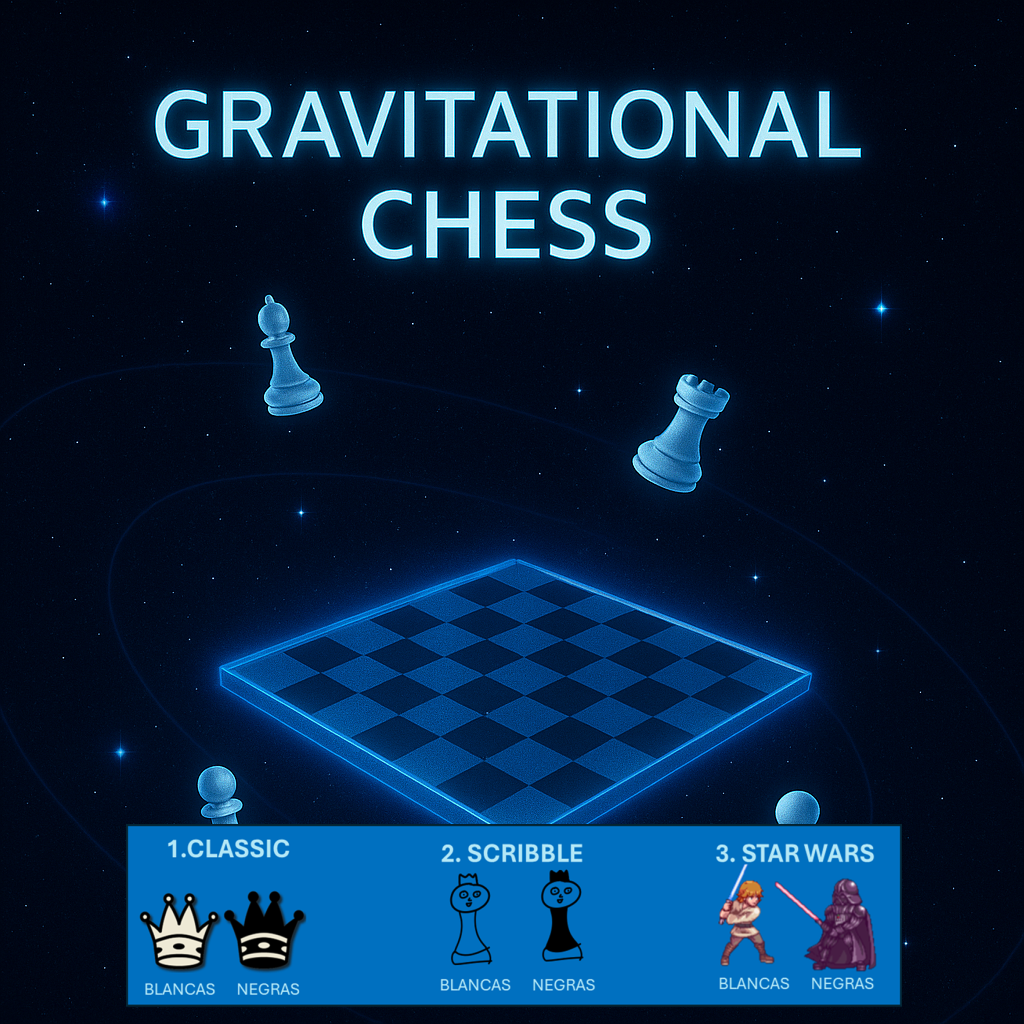 GRAVITATIONAL
CHESS
1.CLASSIC
BLANCAS NEGRAS
2. SCRIBBLE
BLANCAS NEGRAS
3. STAR WARS
BLANCAS NEGRAS